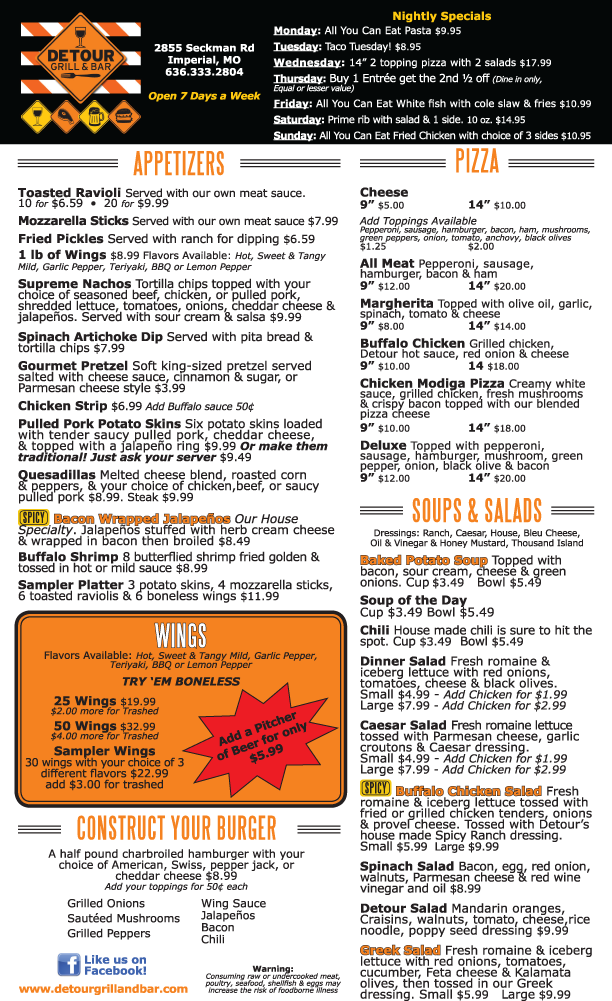 DETOUR
GRILL & BAR
2855 Seckman Rd
Imperial, MO
636.333.2804
Open 7 Days a Week
Nightly Specials
Monday: All You Can Eat Pasta $9.95
Tuesday: Taco Tuesday! $8.95
Wednesday: 14” 2 topping pizza with 2 salads $17.99
Thursday: Buy 1 Entrée get the 2nd ½ off (Dine in only,
Equal or lesser value)
Friday: All You Can Eat White fish with cole slaw & fries $10.99
Saturday: Prime rib with salad & 1 side. 10 oz. $14.95
Sunday: All You Can Eat Fried Chicken with choice of 3 sides $10.95
APPETIZERS
Toasted Ravioli Served with our own meat sauce.
10 for $6.59 • 20 for $9.99
Mozzarella Sticks Served with our own meat sauce $7.99
Fried Pickles Served with ranch for dipping $6.59
1 lb of Wings $8.99 Flavors Available: Hot, Sweet & Tangy
Mild, Garlic Pepper, Teriyaki, BBQ or Lemon Pepper
Supreme Nachos Tortilla chips topped with your
choice of seasoned beef, chicken, or pulled pork,
shredded lettuce, tomatoes, onions, cheddar cheese &
jalapeños. Served with sour cream & salsa $9.99
Spinach Artichoke Dip Served with pita bread &
tortilla chips $7.99
Gourmet Pretzel Soft king-sized pretzel served
salted with cheese sauce, cinnamon & sugar, or
Parmesan cheese style $3.99
Chicken Strip $6.99 Add Buffalo sauce 50¢
Pulled Pork Potato Skins Six potato skins loaded
with tender saucy pulled pork, cheddar cheese,
& topped with a jalapeño ring $9.99 Or make them
traditional! Just ask your server $9.49
Quesadillas Melted cheese blend, roasted corn
& peppers, & your choice of chicken,beef, or saucy
pulled pork $8.99. Steak $9.99
SPICY Bacon Wrapped Jalapeños Our House
Specialty. Jalapeños stuffed with herb cream cheese
& wrapped in bacon then broiled $8.49
Buffalo Shrimp 8 butterflied shrimp fried golden &
tossed in hot or mild sauce $8.99
Sampler Platter 3 potato skins, 4 mozzarella sticks,
6 toasted raviolis & 6 boneless wings $11.99
WINGS
Flavors Available: Hot, Sweet & Tangy Mild, Garlic Pepper,
Teriyaki, BBQ or Lemon Pepper
TRY ‘EM BONELESS
25 Wings $19.99
$2.00 more for Trashed
50 Wings $32.99
$4.00 more for Trashed
Sampler Wings
30 wings with your choice of 3
different flavors $22.99
add $3.00 for trashed
Add a Pitcher
of Beer for only
$5.99
CONSTRUCT YOUR BURGER
A half pound charbroiled hamburger with your
choice of American, Swiss, pepper jack, or
cheddar cheese $8.99
Add your toppings for 50¢ each
Grilled Onions
Sautéed Mushrooms
Grilled Peppers
Wing Sauce
Jalapeños
Bacon
Chili
f Like us on
Facebook!
www.detourgrillandbar.com
Warning:
Consuming raw or undercooked meat,
poultry, seafood, shellfish & eggs may
increase the risk of foodborne illness
PIZZA
Cheese
9” $5.00 14” $10.00
Add Toppings Available
Pepperoni, sausage, hamburger, bacon, ham, mushrooms,
green peppers, onion, tomato, anchovy, black olives
$1.25 $2.00
All Meat Pepperoni, sausage,
hamburger, bacon & ham
9” $12.00 14” $20.00
Margherita Topped with olive oil, garlic,
spinach, tomato & cheese
9” $8.00 14” $14.00
Buffalo Chicken Grilled chicken,
Detour hot sauce, red onion & cheese
9” $10.00 14 $18.00
Chicken Modiga Pizza Creamy white
sauce, grilled chicken, fresh mushrooms
& crispy bacon topped with our blended
pizza cheese
9” $10.00 14” $18.00
Deluxe Topped with pepperoni,
sausage, hamburger, mushroom, green
pepper, onion, black olive & bacon
9” $12.00 14” $20.00
SOUPS & SALADS
Dressings: Ranch, Caesar, House, Bleu Cheese,
Oil & Vinegar & Honey Mustard, Thousand Island
Baked Potato Soup Topped with
bacon, sour cream, cheese & green
onions. Cup $3.49 Bowl $5.49
Soup of the Day
Cup $3.49 Bowl $5.49
Chili House made chili is sure to hit the
spot. Cup $3.49 Bowl $5.49
Dinner Salad Fresh romaine &
iceberg lettuce with red onions,
tomatoes, cheese & black olives.
Small $4.99 - Add Chicken for $1.99
Large $7.99 - Add Chicken for $2.99
Caesar Salad Fresh romaine lettuce
tossed with Parmesan cheese, garlic
croutons & Caesar dressing.
Small $4.99 - Add Chicken for $1.99
Large $7.99 - Add Chicken for $2.99
SPICY Buffalo Chicken Salad Fresh
romaine & iceberg lettuce tossed with
fried or grilled chicken tenders, onions
& provel cheese. Tossed with Detour’s
house made Spicy Ranch dressing.
Small $5.99 Large $9.99
Spinach Salad Bacon, egg, red onion,
walnuts, Parmesan cheese & red wine
vinegar and oil $8.99
Detour Salad Mandarin oranges,
Craisins, walnuts, tomato, cheese,rice
noodle, poppy seed dressing $9.99
Greek Salad Fresh romaine & iceberg
lettuce with red onions, tomatoes,
cucumber, Feta cheese & Kalamata
olives, then tossed in our Greek
dressing. Small $5.99 Large $9.99